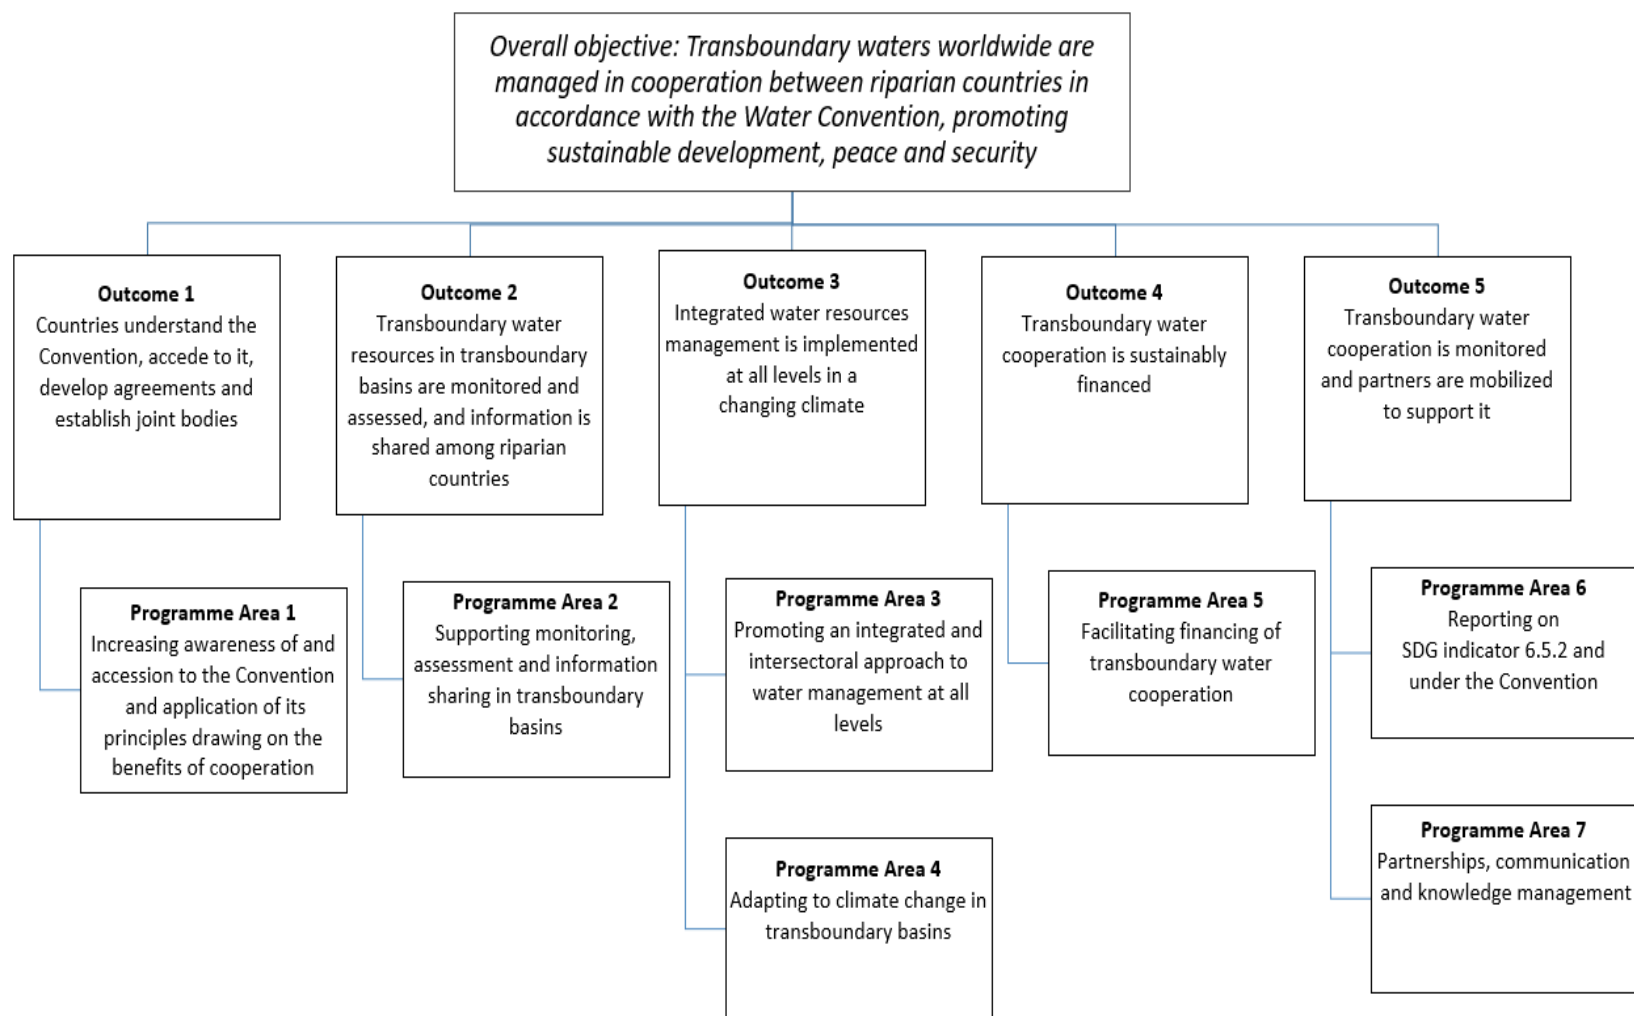 Overall objective: Transboundary waters worldwide are
managed in cooperation between riparian countries in
accordance with the Water Convention, promoting
sustainable development, peace and security
Outcome 1
Countries understand the
Convention, accede to it,
develop agreements and
establish joint bodies
Outcome 2
Transboundary water
resources in transboundary
basins are monitored and
assessed, and information is
shared among riparian
countries
Outcome 3
Integrated water resources
management is implemented
at all levels in a
changing climate
Outcome 4
Transboundary water
cooperation is sustainably
financed
Outcome 5
Transboundary water
cooperation is monitored
and partners are mobilized
to support it
Programme Area 1
Increasing awareness of and
accession to the Convention
and application of its
principles drawing on the
benefits of cooperation
Programme Area 2
Supporting monitoring,
assessment and information
sharing in transboundary
basins
Programme Area 3
Promoting an integrated and
intersectoral approach to
water management at all
levels
Programme Area 4
Adapting to climate change in
transboundary basins
Programme Area 5
Facilitating financing of
transboundary water
cooperation
Programme Area 6
Reporting on
SDG indicator 6.5.2 and
under the Convention
Programme Area 7
Partnerships, communication
and knowledge management